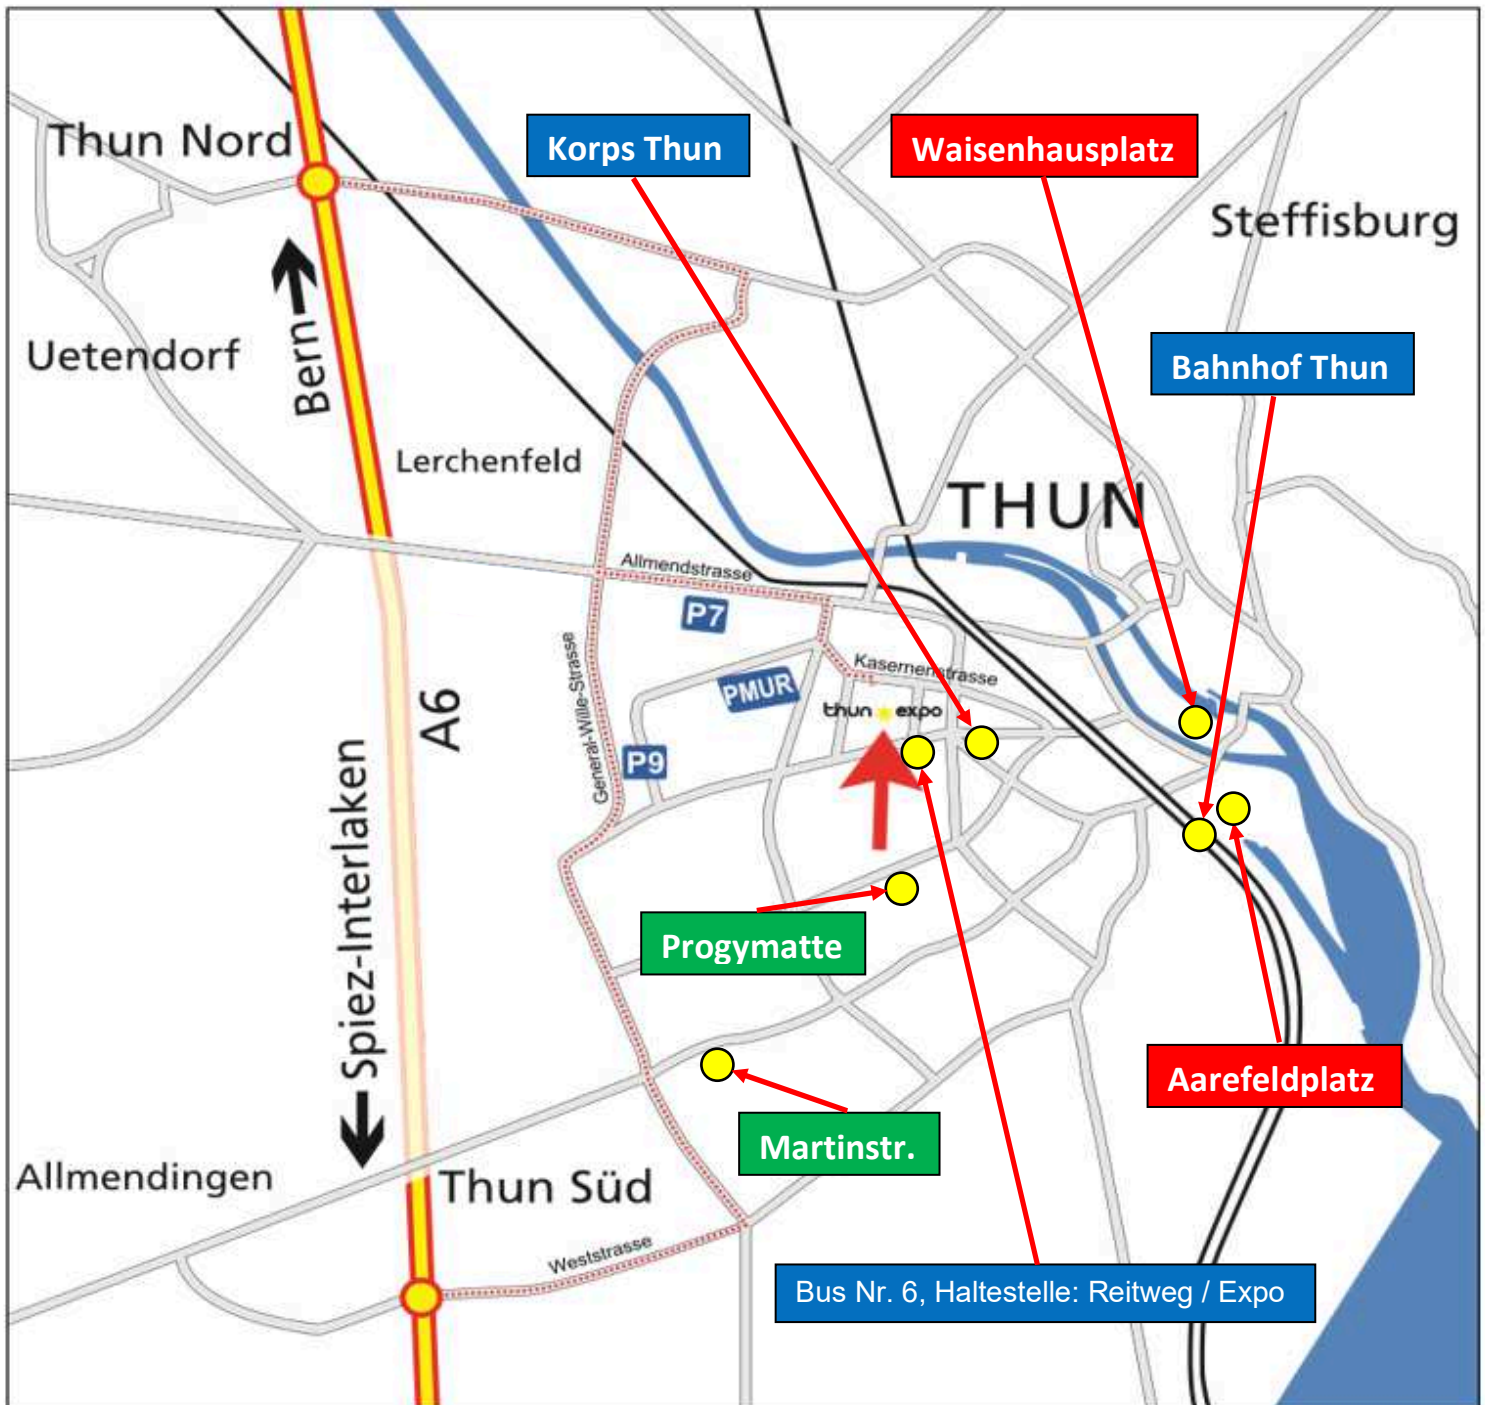 Thun Nord
Korps Thun
Waisenhausplatz
Steffisburg
Uetendorf
Bern
Bahnhof Thun
Lerchenfeld
THUN
Allmendstrasse
P7
General-Wille-Strasse
Kasernenstrasse
PMUR
thun expo
A6
P9
Spiez-Interlaken
Progymatte
Aarefeldplatz
Martinstr.
Allmendingen
Thun Süd
Weststrasse
Bus Nr. 6, Haltestelle: Reitweg / Expo